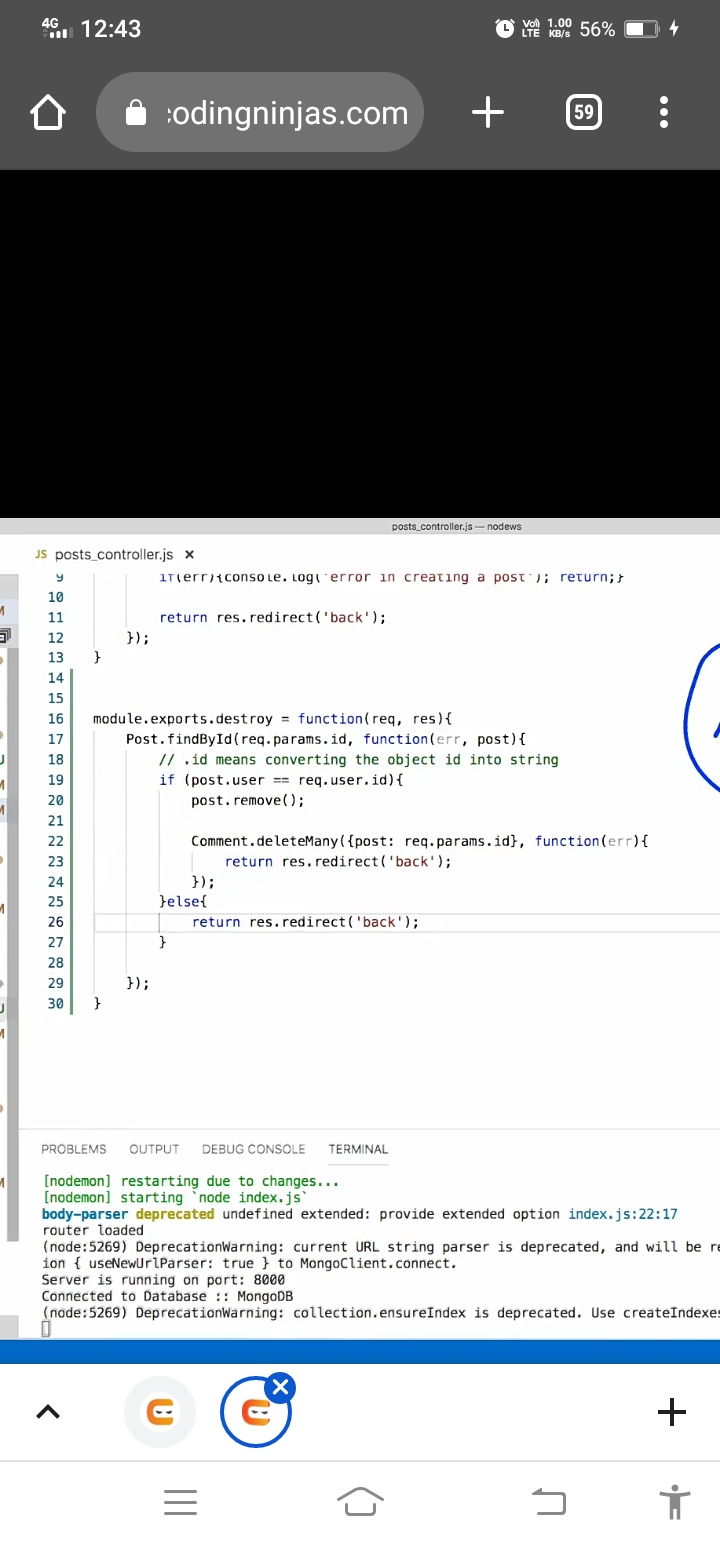 4G 12:43 Vo) LTE 1.00 KB/s 56%
codingninjas.com 59
posts_controller.js — nodews
JS posts_controller.js ×
9 if(err){console.log('error in creating a post'); return;}
10
11 return res.redirect('back');
12 });
13 }
14
15
16 module.exports.destroy = function(req, res){
17 Post.findById(req.params.id, function(err, post){
18 // .id means converting the object id into string
19 if (post.user == req.user.id){
20 post.remove();
21
22 Comment.deleteMany({post: req.params.id}, function(err){
23 return res.redirect('back');
24 });
25 }else{
26 return res.redirect('back');
27 }
28
29 });
30 }
PROBLEMS OUTPUT DEBUG CONSOLE TERMINAL
[nodemon] restarting due to changes...
[nodemon] starting `node index.js`
body-parser deprecated undefined extended: provide extended option index.js:22:17
router loaded
(node:5269) DeprecationWarning: current URL string parser is deprecated, and will be re
ion { useNewUrlParser: true } to MongoClient.connect.
Server is running on port: 8000
Connected to Database :: MongoDB
(node:5269) DeprecationWarning: collection.ensureIndex is deprecated. Use createIndexes